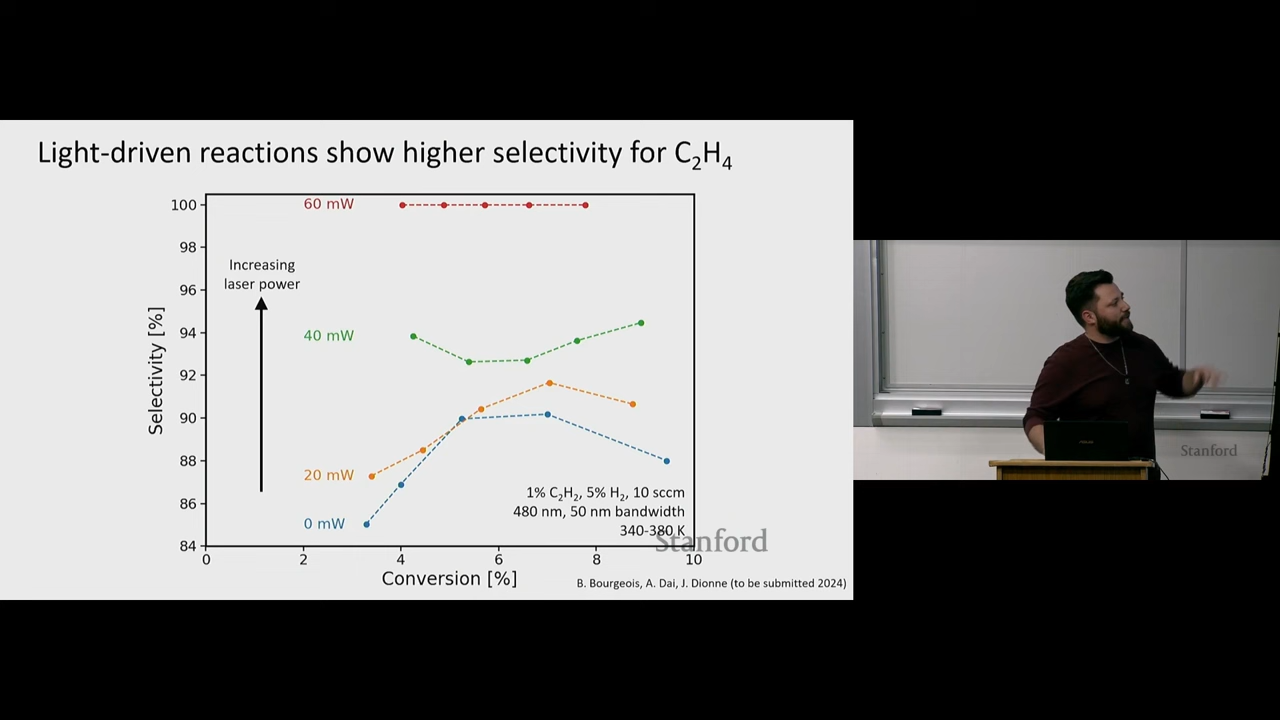 Light-driven reactions show higher selectivity for C₂H₄
100
98
96
94
92
90
88
86
84
Selectivity [%]
60 mW
Increasing
laser power
40 mW
20 mW
0 mW
1% C₂H₂, 5% H₂, 10 sccm
480 nm, 50 nm bandwidth
340-380 K
0 2 4 6 8 10
Conversion [%]
Stanford
B. Bourgeois, A. Dai, J. Dionne (to be submitted 2024)
Stanford